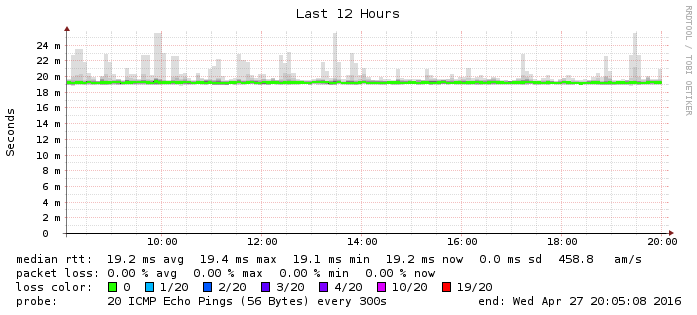 Last 12 Hours
RRDTOOL / TOBI OETIKER
Seconds
24 m
22 m
20 m
18 m
16 m
14 m
12 m
10 m
8 m
6 m
4 m
2 m
0
10:00 12:00 14:00 16:00 18:00 20:00
median rtt: 19.2 ms avg 19.4 ms max 19.1 ms min 19.2 ms now 0.0 ms sd 458.8 am/s
packet loss: 0.00 % avg 0.00 % max 0.00 % min 0.00 % now
loss color: 0 1/20 2/20 3/20 4/20 10/20 19/20
probe: 20 ICMP Echo Pings (56 Bytes) every 300s end: Wed Apr 27 20:05:08 2016